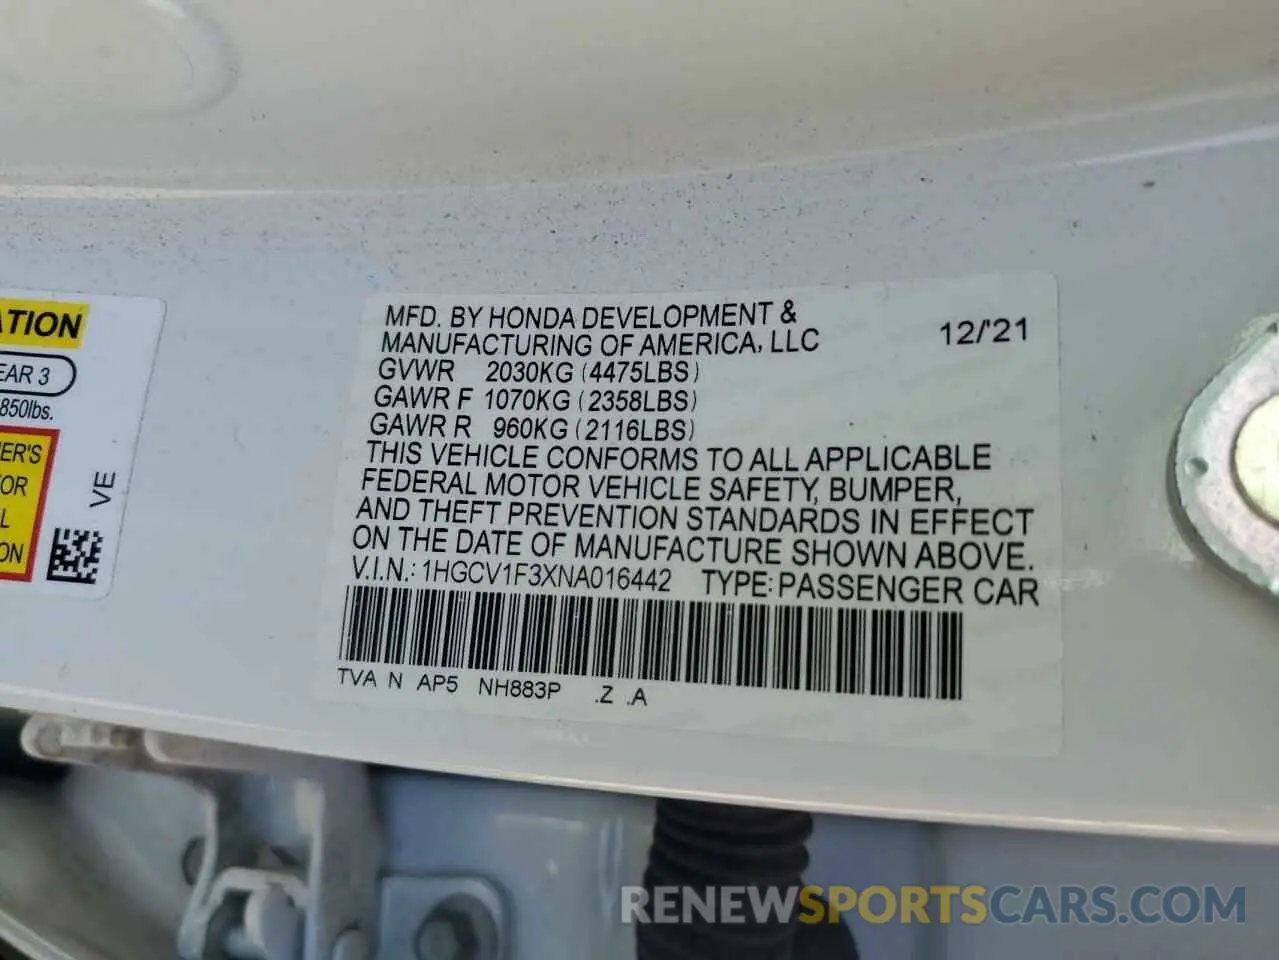 ATION
EAR 3
850lbs.
ER'S
OR
L
ON
VE
MFD. BY HONDA DEVELOPMENT &
MANUFACTURING OF AMERICA, LLC 12/'21
GVWR 2030KG (4475LBS)
GAWR F 1070KG (2358LBS)
GAWR R 960KG (2116LBS)
THIS VEHICLE CONFORMS TO ALL APPLICABLE
FEDERAL MOTOR VEHICLE SAFETY, BUMPER,
AND THEFT PREVENTION STANDARDS IN EFFECT
ON THE DATE OF MANUFACTURE SHOWN ABOVE.
V.I.N.: 1HGCV1F3XNA016442 TYPE: PASSENGER CAR
TVA N AP5 NH883P .Z .A
RENEWSPORTSCARS.COM